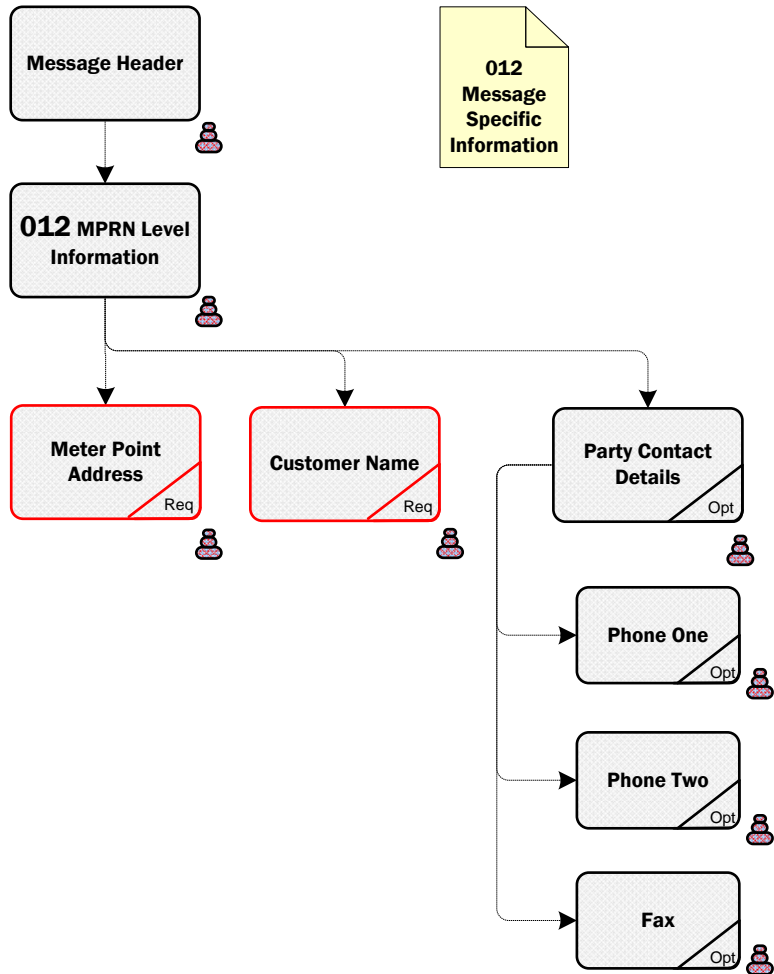 Message Header
012
Message
Specific
Information
012 MPRN Level
Information
Meter Point
Address
Req
Customer Name
Req
Party Contact
Details
Opt
Phone One
Opt
Phone Two
Opt
Fax
Opt